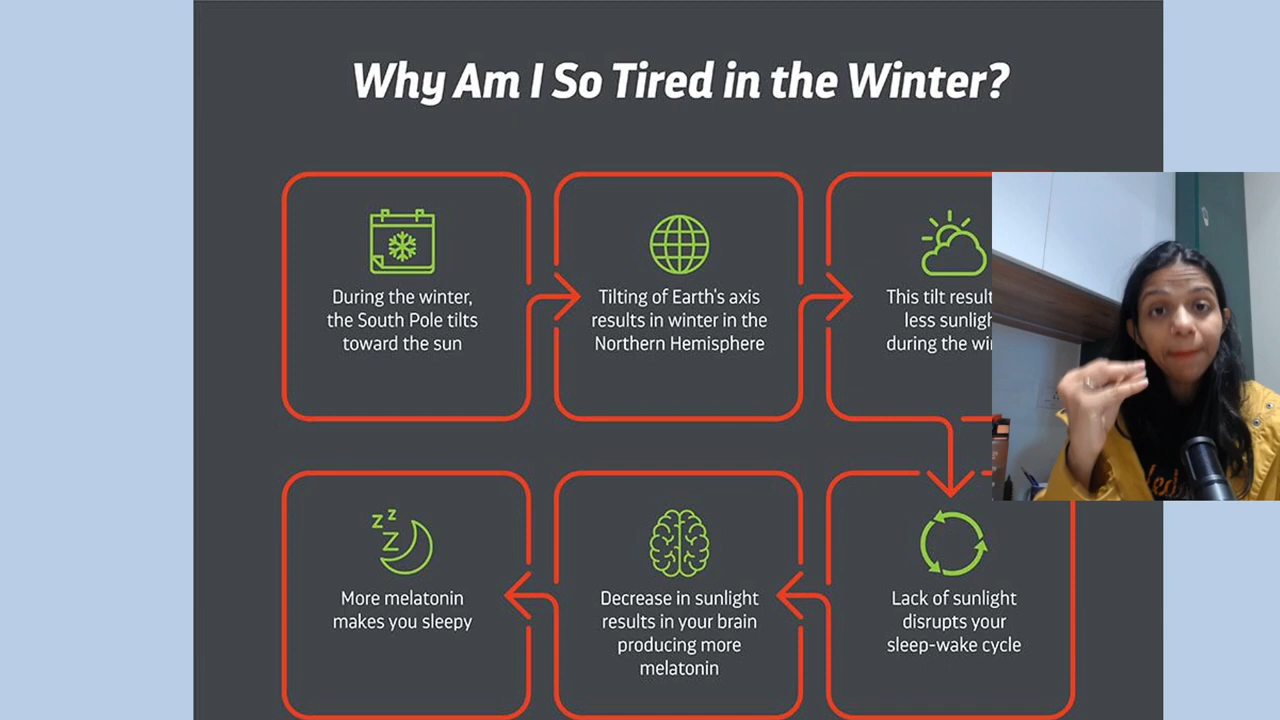 Why Am I So Tired in the Winter?
During the winter,
the South Pole tilts
toward the sun
Tilting of Earth's axis
results in winter in the
Northern Hemisphere
This tilt
less
during the
z z
Z
More melatonin
makes you sleepy
Decrease in sunlight
results in your brain
producing more
melatonin
Lack of sunlight
disrupts your
sleep-wake cycle